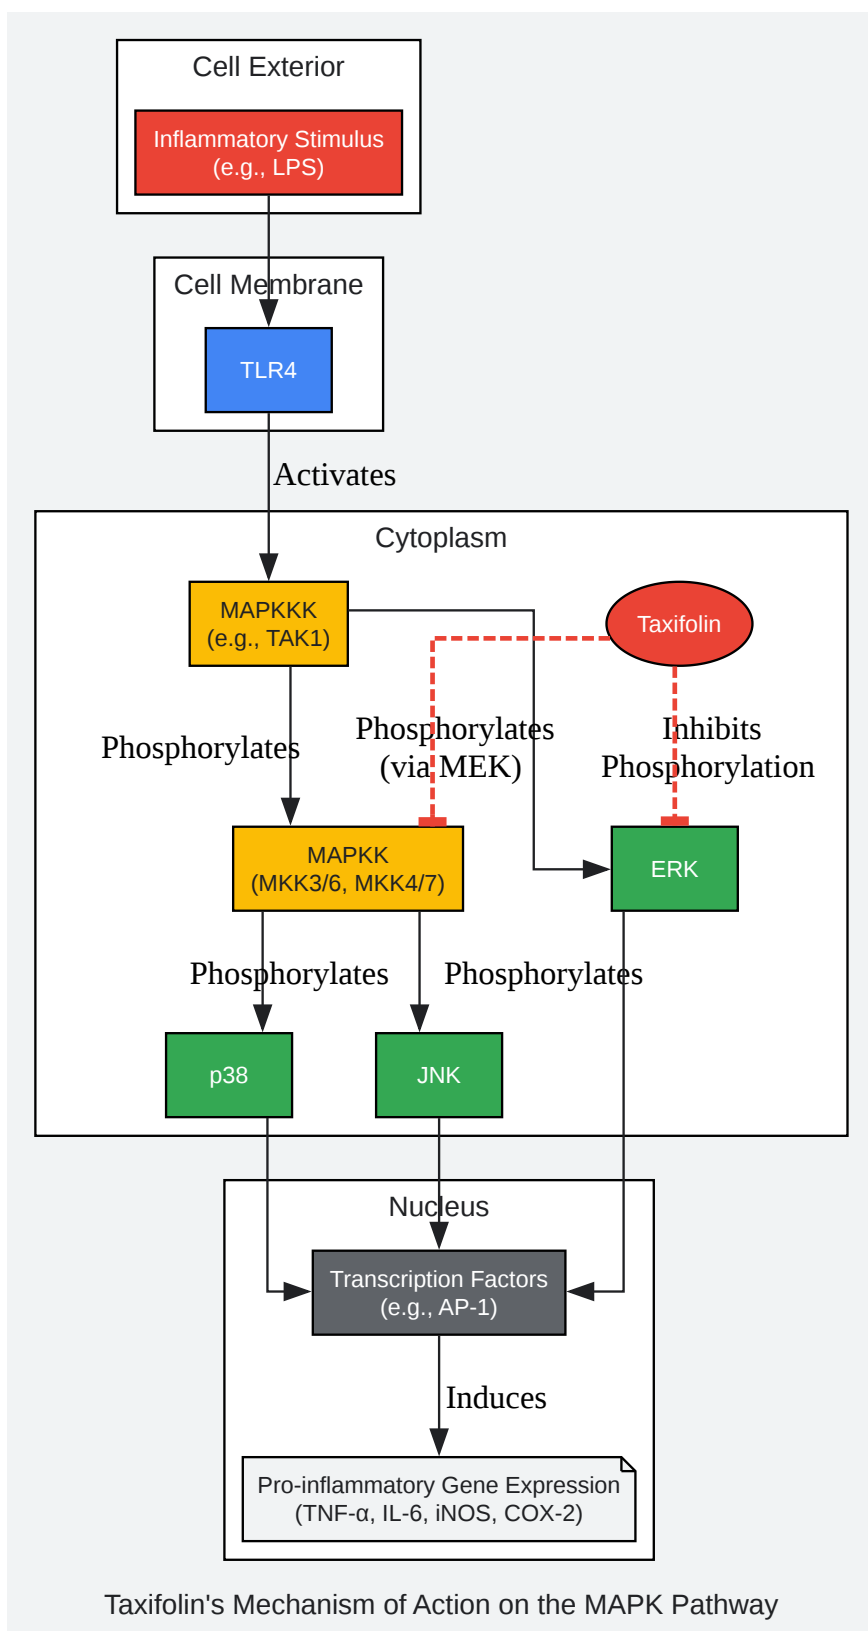 Cell Exterior
Inflammatory Stimulus
(e.g., LPS)
Cell Membrane
TLR4
Activates
Cytoplasm
MAPKKK
(e.g., TAK1)
Taxifolin
Phosphorylates
Phosphorylates
(via MEK)
Inhibits
Phosphorylation
MAPKK
(MKK3/6, MKK4/7)
ERK
Phosphorylates
Phosphorylates
p38
JNK
Nucleus
Transcription Factors
(e.g., AP-1)
Induces
Pro-inflammatory Gene Expression
(TNF-α, IL-6, iNOS, COX-2)
Taxifolin's Mechanism of Action on the MAPK Pathway